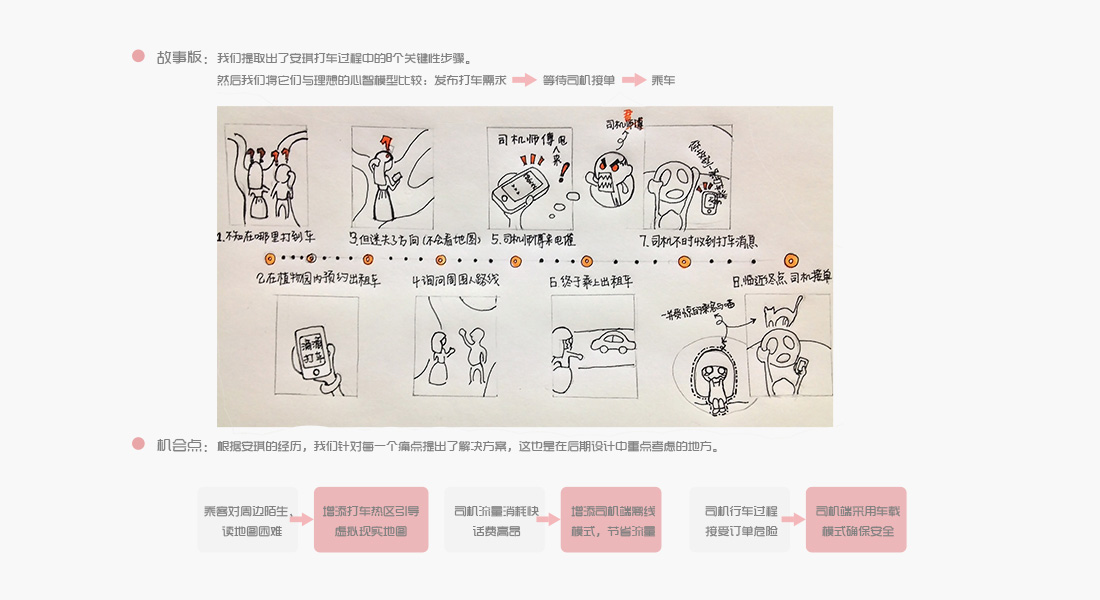 故事版：我们提取出了安琪打车过程中的8个关键性步骤。
然后我们将它们与理想的心智模型比较：发布打车需求 等待司机接单 乘车
司机师傅
司机师傅电
来
1.不知在哪里打到车
3.但迷失了方向(不会看地图)
5.司机师傅来电催
7.司机不时收到打车消息
2.在植物园内预约出租车
4.询问周围人路线
6.终于乘上出租车
8.临近终点 司机接单
滴滴
打车
机会点：根据安琪的经历，我们针对每一个痛点提出了解决方案，这也是在后期设计中重点考虑的地方。
乘客对周边陌生、
读地图困难
增添打车热区引导
虚拟现实地图
司机流量消耗快
话费高昂
增添司机端离线
模式，节省流量
司机行车过程
接受订单危险
司机端采用车载
模式确保安全